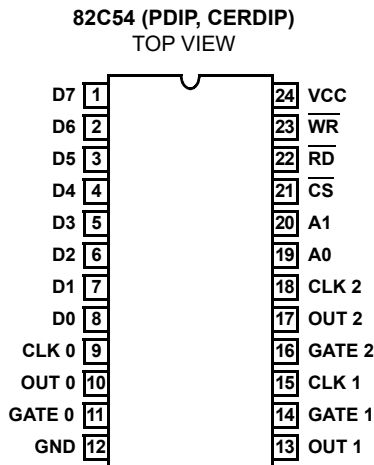 82C54 (PDIP, CERDIP)
TOP VIEW
D7 1 24 VCC
D6 2 23 W̅R̅
D5 3 22 R̅D̅
D4 4 21 C̅S̅
D3 5 20 A1
D2 6 19 A0
D1 7 18 CLK 2
D0 8 17 OUT 2
CLK 0 9 16 GATE 2
OUT 0 10 15 CLK 1
GATE 0 11 14 GATE 1
GND 12 13 OUT 1